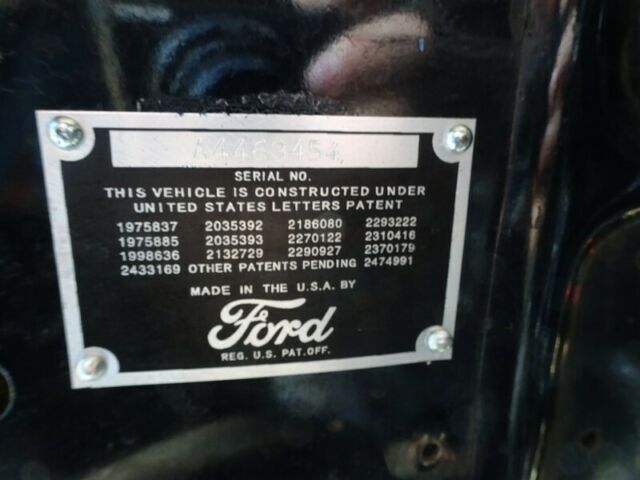 A4463454
SERIAL NO.
THIS VEHICLE IS CONSTRUCTED UNDER
UNITED STATES LETTERS PATENT
1975837 2035392 2186080 2293222
1975885 2035393 2270122 2310416
1998636 2132729 2290927 2370179
2433169 OTHER PATENTS PENDING 2474991
MADE IN THE U.S.A. BY
Ford
REG. U.S. PAT. OFF.